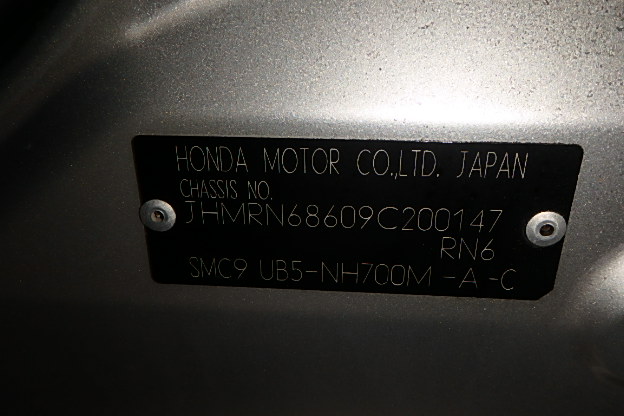 HONDA MOTOR CO.,LTD. JAPAN
CHASSIS NO.
JHMRN68609C200147
RN6
SMC9 UB5-NH700M -A -C